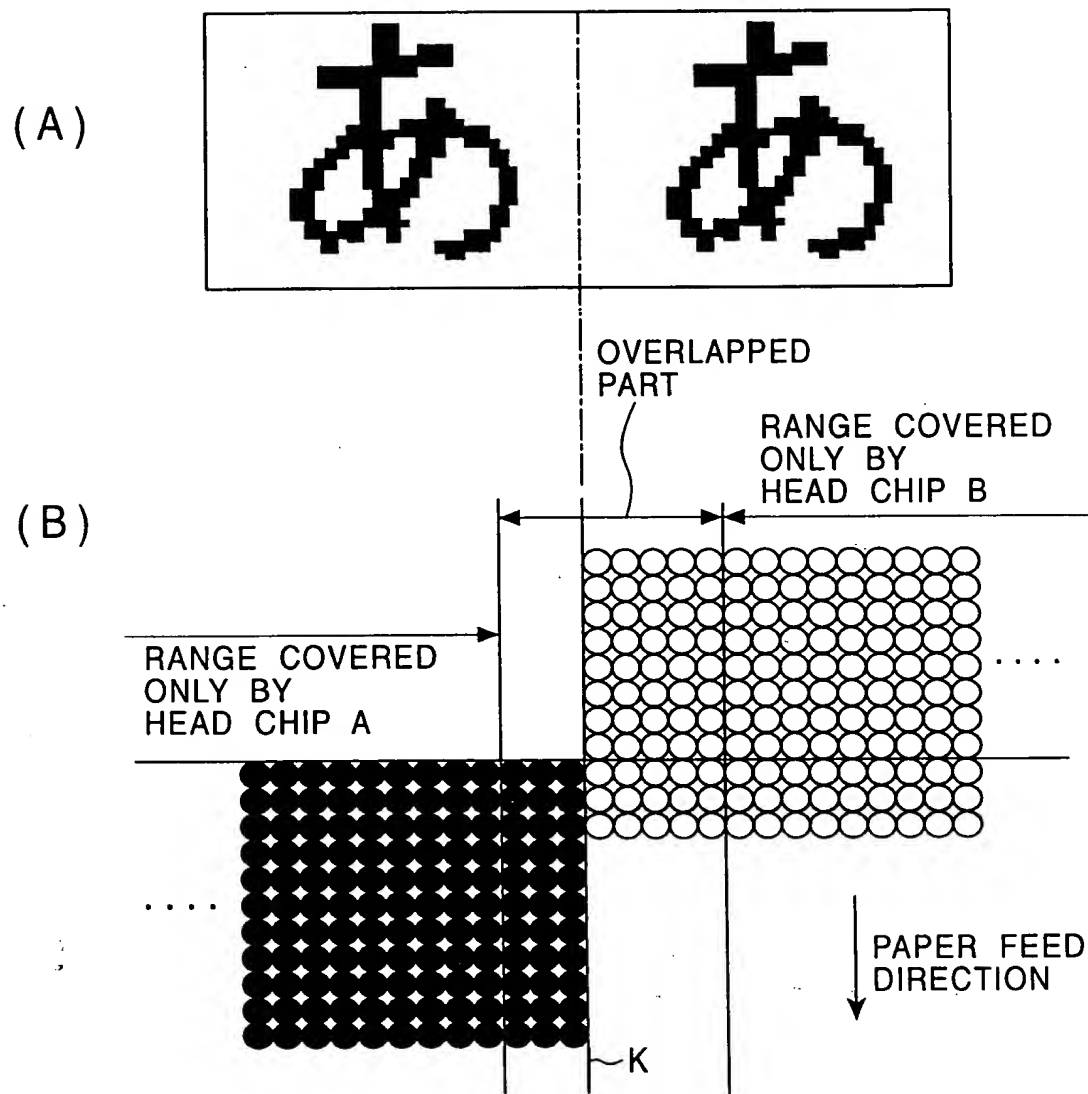 (A)
ああ
OVERLAPPED
PART
RANGE COVERED
ONLY BY
HEAD CHIP B
(B)
RANGE COVERED
ONLY BY
HEAD CHIP A
....
....
PAPER FEED
DIRECTION
K